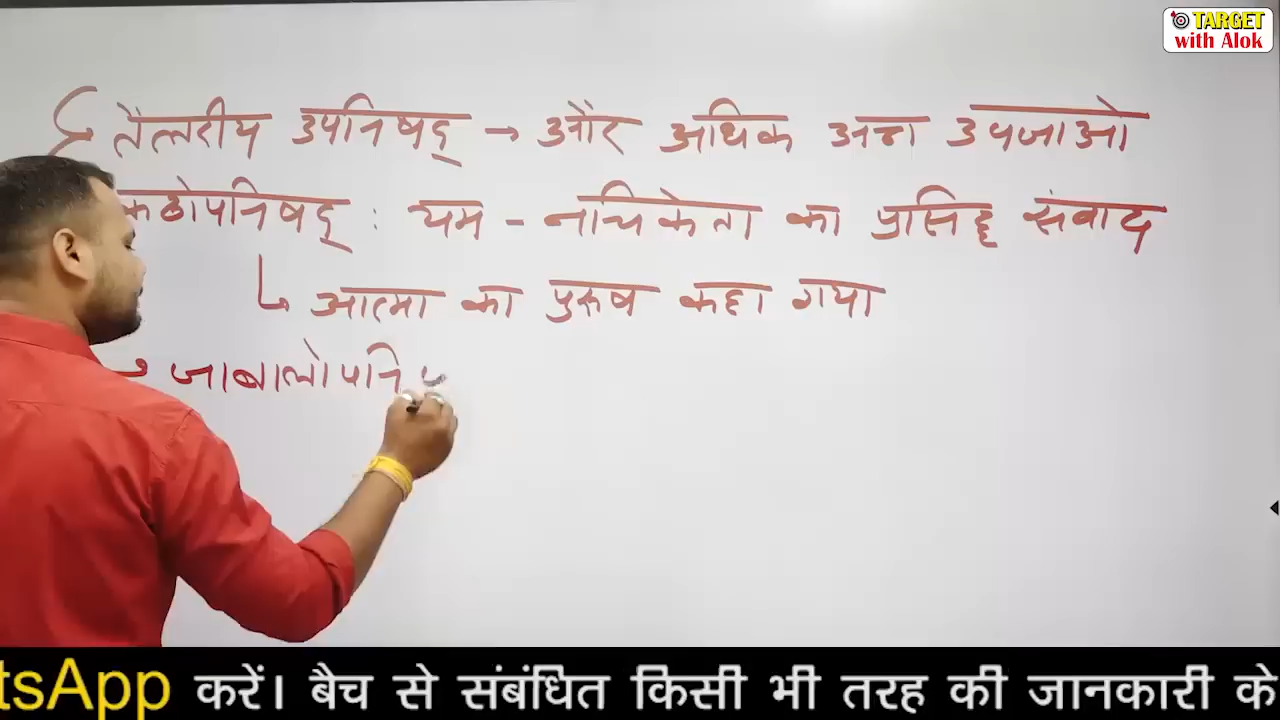 TARGET
with Alok
तैत्तरीय उपनिषद् → और अधिक अन्न उपजाओ
कठोपनिषद् : यम - नचिकेता का प्रसिद्ध संवाद
आत्मा का पुरुष कहा गया
→ जाबालोपनिष
tsApp करें। बैच से संबंधित किसी भी तरह की जानकारी के